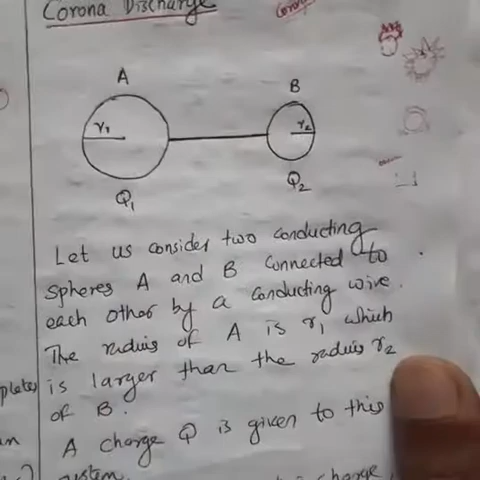 Corona Discharge
A
B
r1
r2
Q1
Q2
Let us consider two conducting
Spheres A and B connected to
each other by a conducting wire.
The radius of A is r1 which
is larger than the radius r2
of B.
A charge Q is given to this
system.
charge,